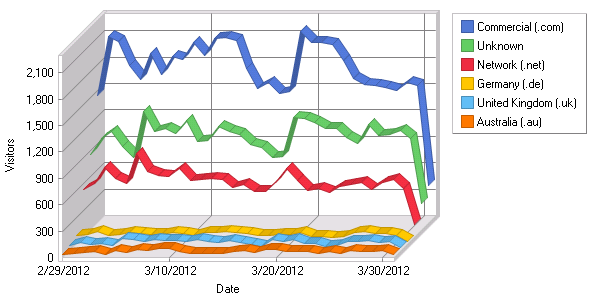 Commercial (.com)
Unknown
Network (.net)
Germany (.de)
United Kingdom (.uk)
Australia (.au)
Visitors
2,100
1,800
1,500
1,200
900
600
300
0
2/29/2012
3/10/2012
3/20/2012
3/30/2012
Date